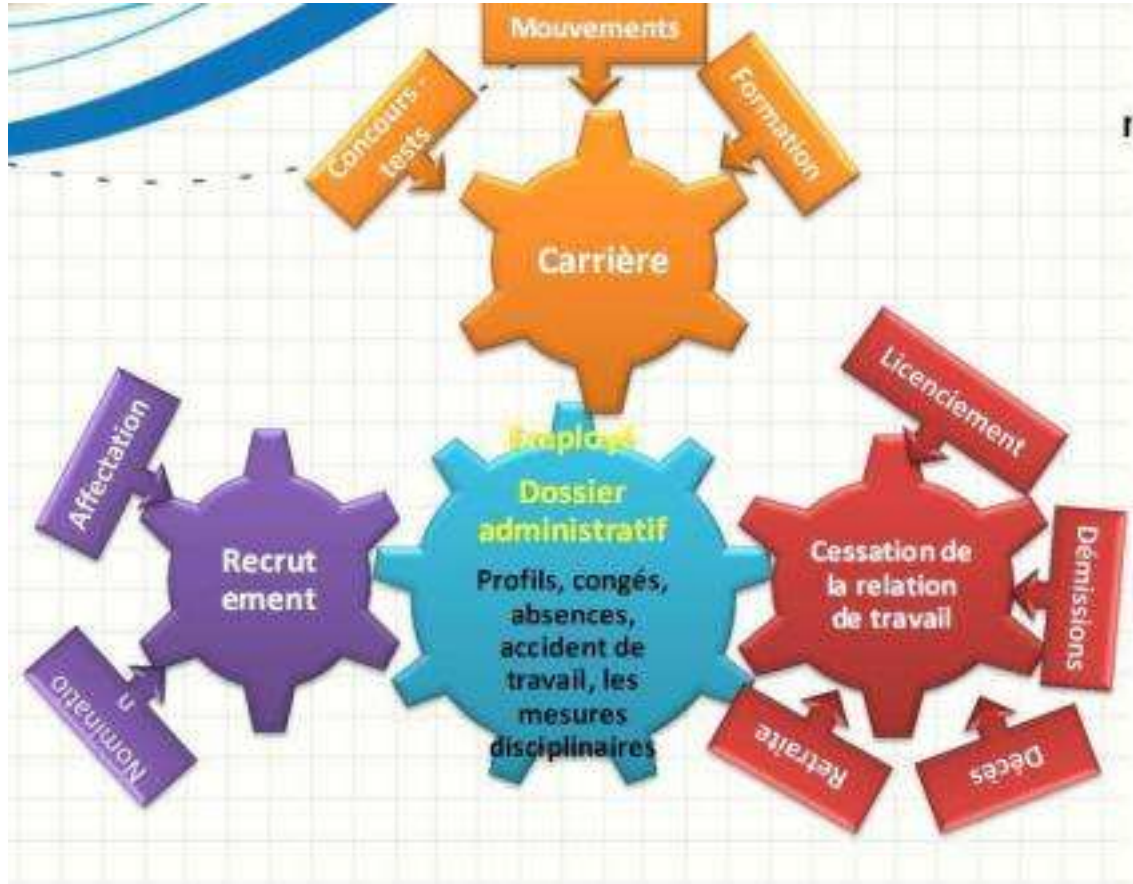 Mouvements
Concours -
tests
Formation
Carrière
Licenciement
Affectation
Employé
Dossier
administratif
Démissions
Recrut
ement
Cessation de
la relation
de travail
Profils, congés,
absences,
accident de
travail, les
mesures
disciplinaires
Nominatio
n
Retraite
Décès